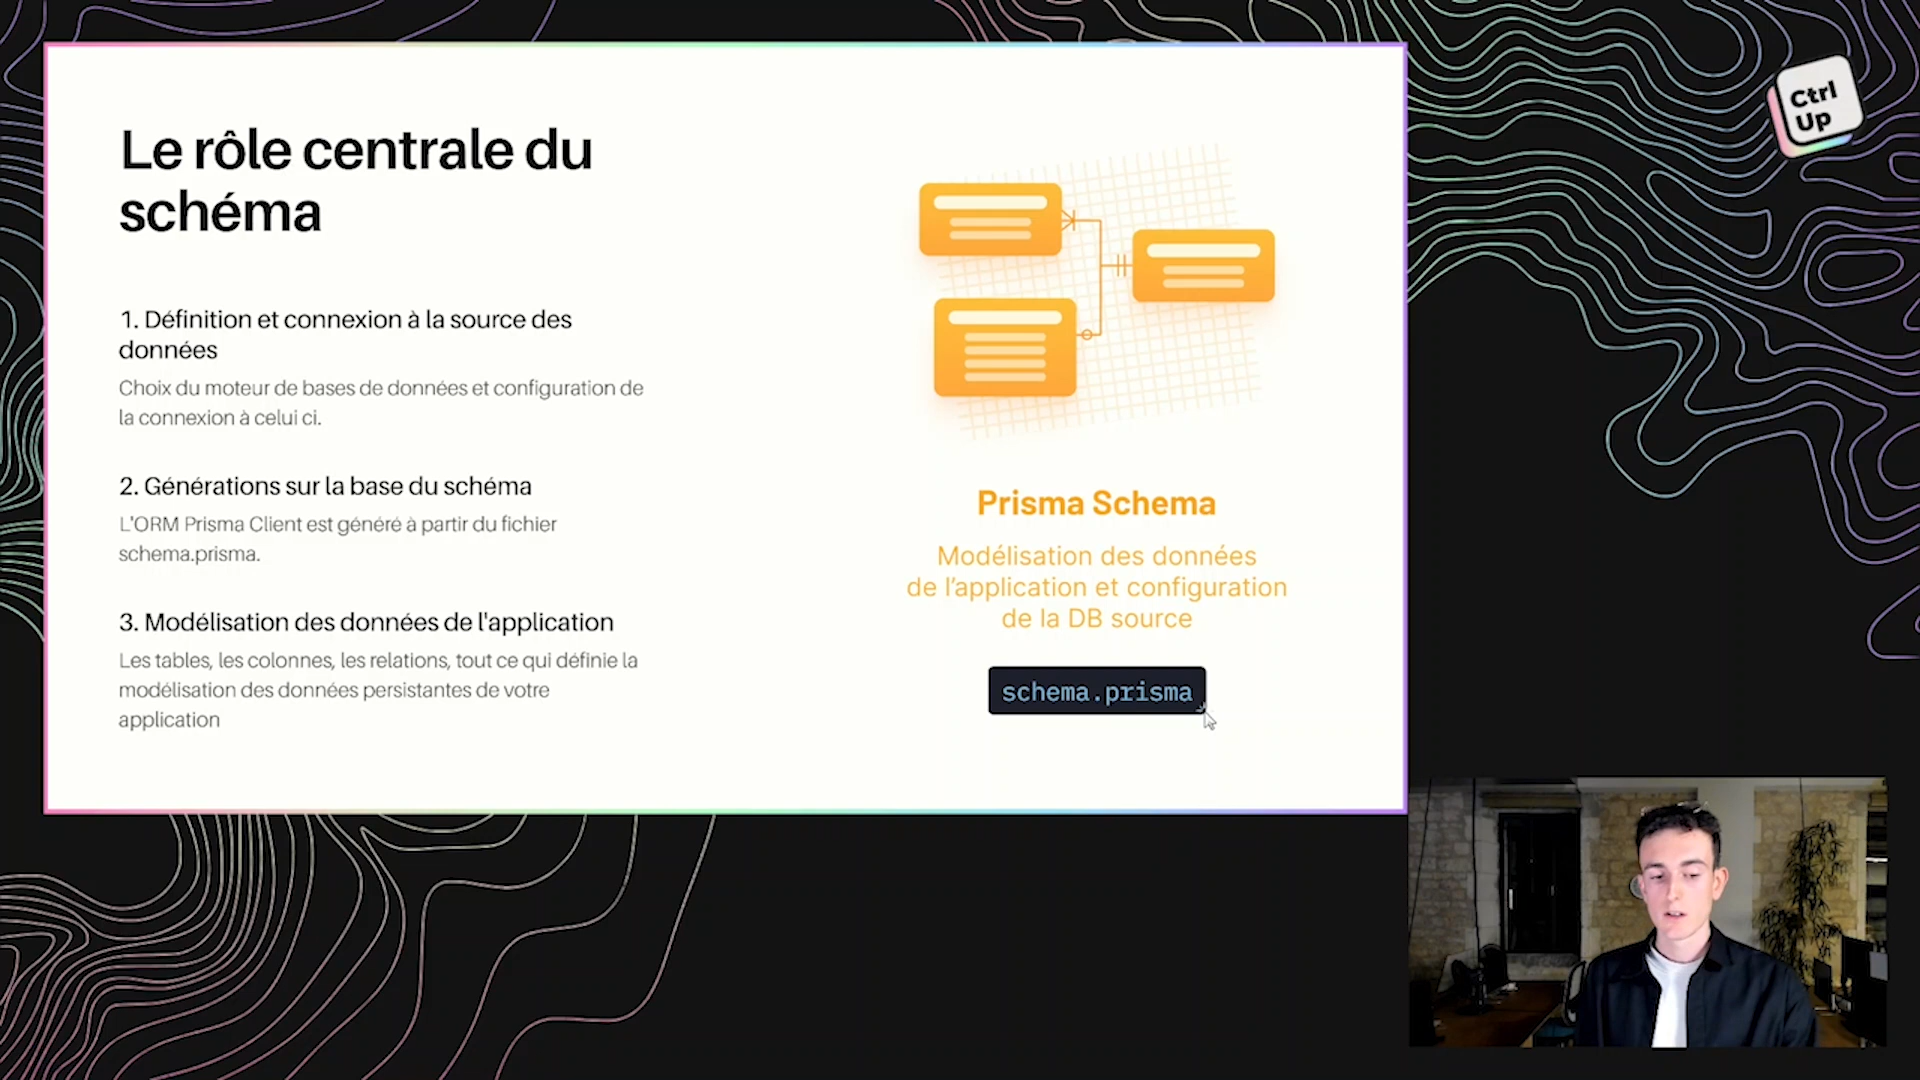 Le rôle centrale du
schéma
1. Définition et connexion à la source des
données
Choix du moteur de bases de données et configuration de
la connexion à celui ci.
2. Générations sur la base du schéma
L'ORM Prisma Client est généré à partir du fichier
schema.prisma.
3. Modélisation des données de l'application
Les tables, les colonnes, les relations, tout ce qui définie la
modélisation des données persistantes de votre
application
Prisma Schema
Modélisation des données
de l’application et configuration
de la DB source
schema.prisma
Ctrl
Up